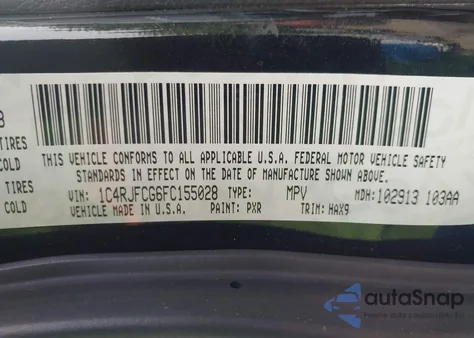 8
TIRES
COLD
TIRES
COLD
THIS VEHICLE CONFORMS TO ALL APPLICABLE U.S.A. FEDERAL MOTOR VEHICLE SAFETY
STANDARDS IN EFFECT ON THE DATE OF MANUFACTURE SHOWN ABOVE.
VIN: 1C4RJFCG6FC155028 TYPE: MPV MDH: 102913 103AA
VEHICLE MADE IN U.S.A. PAINT: PXR TRIM: HAX9
autoSnap